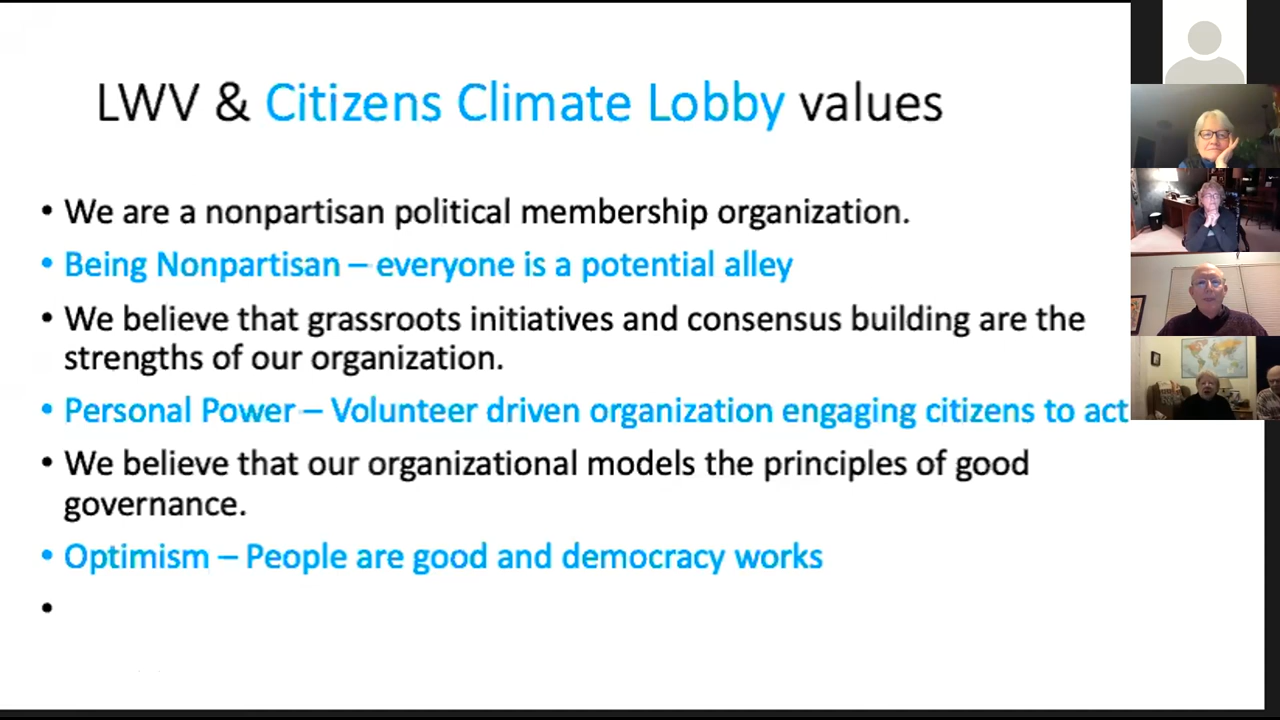 LWV & Citizens Climate Lobby values
• We are a nonpartisan political membership organization.
• Being Nonpartisan – everyone is a potential alley
• We believe that grassroots initiatives and consensus building are the
strengths of our organization.
• Personal Power – Volunteer driven organization engaging citizens to act
• We believe that our organizational models the principles of good
governance.
• Optimism – People are good and democracy works
•